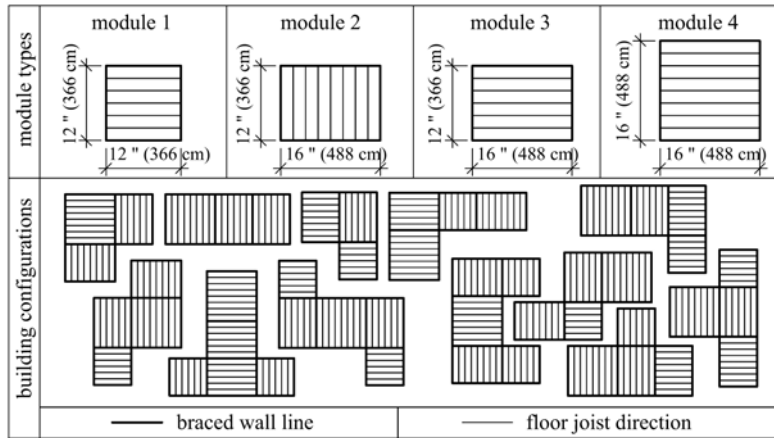 module types
module 1
module 2
module 3
module 4
12 " (366 cm)
12 " (366 cm)
12 " (366 cm)
16 " (488 cm)
12 " (366 cm)
16 " (488 cm)
16 " (488 cm)
16 " (488 cm)
building configurations
braced wall line
floor joist direction